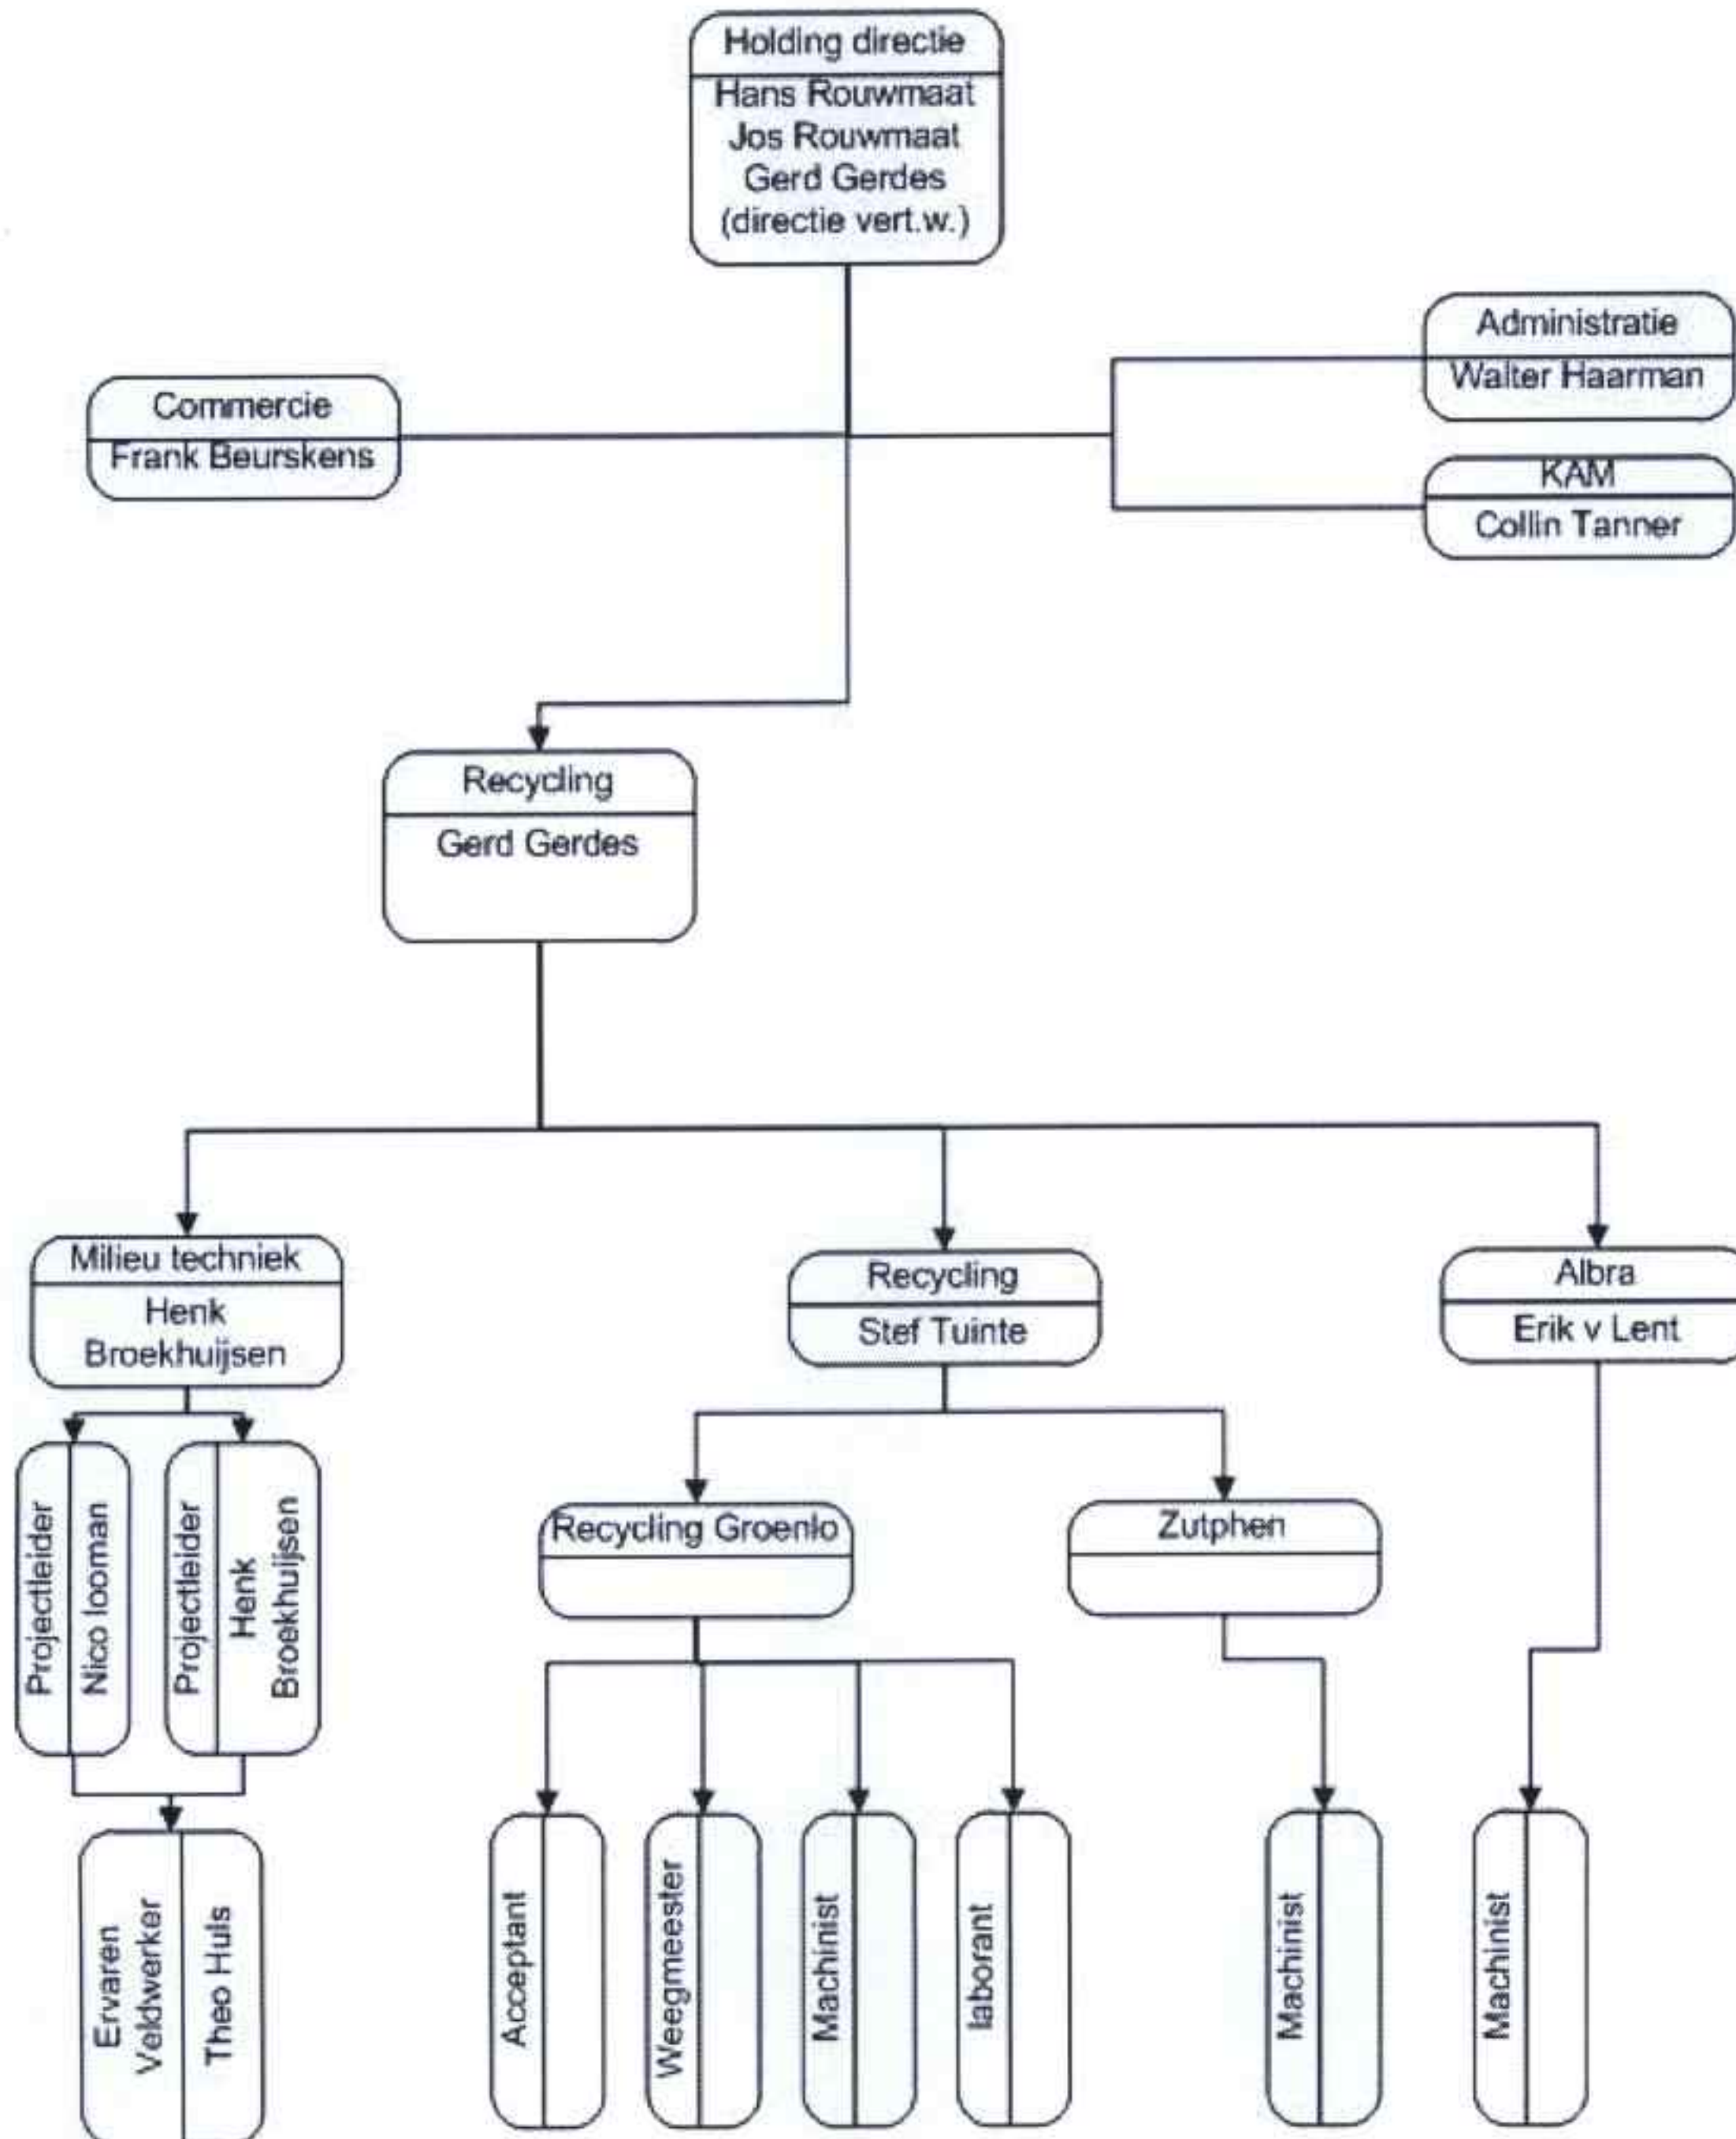 Holding directie
Hans Rouwmaat
Jos Rouwmaat
Gerd Gerdes
(directie vert.w.)
Administratie
Walter Haarman
Commercie
Frank Beurskens
KAM
Collin Tanner
Recycling
Gerd Gerdes
Milieu techniek
Henk
Broekhuijsen
Recycling
Stef Tuinte
Albra
Erik v Lent
Projectleider
Nico looman
Projectleider
Henk
Broekhuijsen
Recycling Groenlo
Zutphen
Ervaren
Veldwerker
Theo Huls
Acceptant
Weegmeester
Machinist
laborant
Machinist
Machinist